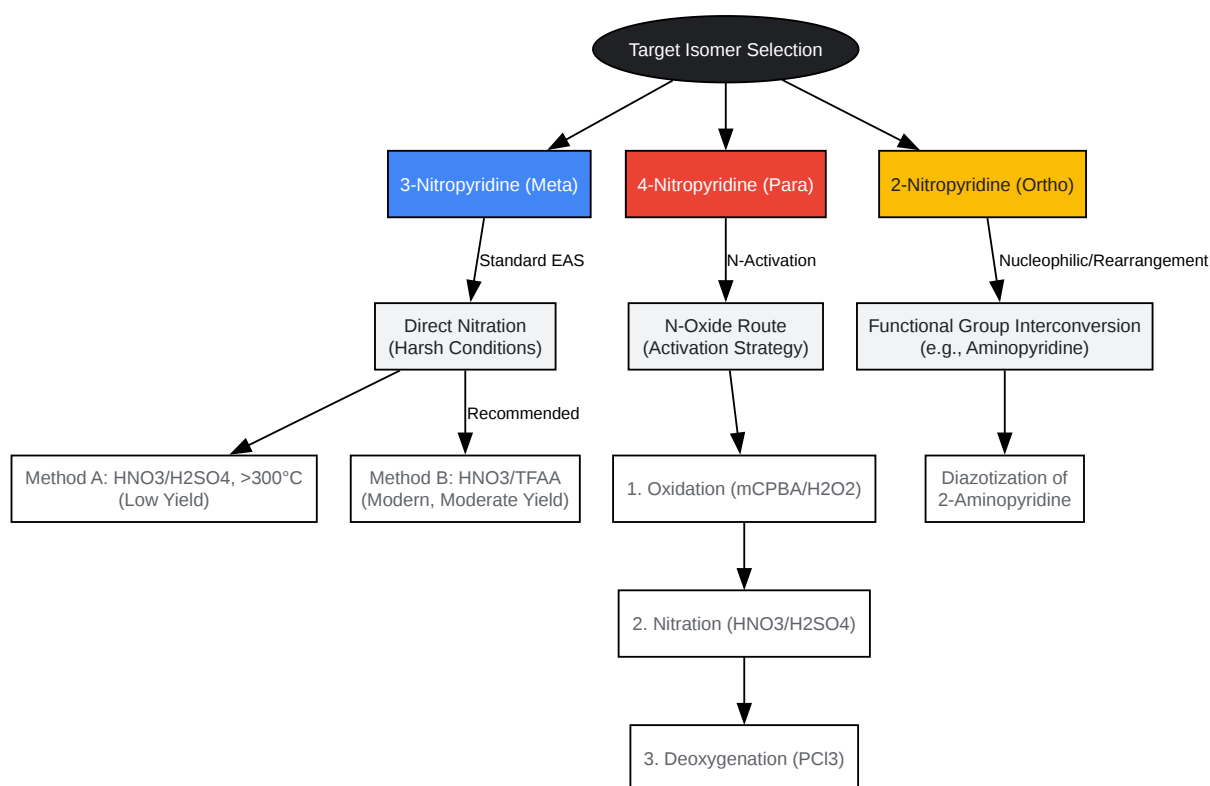 Target Isomer Selection
3-Nitropyridine (Meta)
4-Nitropyridine (Para)
2-Nitropyridine (Ortho)
Standard EAS
N-Activation
Nucleophilic/Rearrangement
Direct Nitration
(Harsh Conditions)
N-Oxide Route
(Activation Strategy)
Functional Group Interconversion
(e.g., Aminopyridine)
Recommended
Method A: HNO3/H2SO4, >300°C
(Low Yield)
Method B: HNO3/TFAA
(Modern, Moderate Yield)
1. Oxidation (mCPBA/H2O2)
Diazotization of
2-Aminopyridine
2. Nitration (HNO3/H2SO4)
3. Deoxygenation (PCl3)